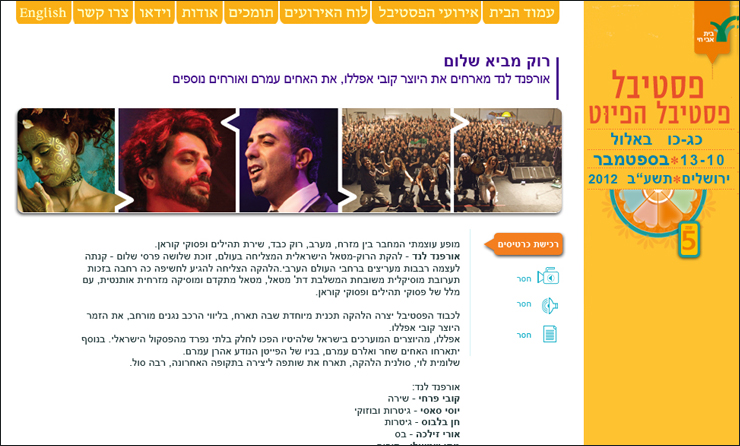 עמוד הבית
אירועי הפסטיבל
לוח האירועים
תומכים
אודות
וידאו
צרו קשר
English
בית אבי חי
פסטיבל
פסטיבל הפיוט
כג-כו באלול
13-10*בספטמבר
ירושלים*תשע"ב 2012
5
רוק מביא שלום
אורפנד לנד מארחים את היוצר קובי אפללו, את האחים עמרם ואורחים נוספים
רכישת כרטיסים
חסר
חסר
חסר
מופע עוצמתי המחבר בין מזרח, מערב, רוק כבד, שירת תהילים ופסוקי קוראן.
אורפנד לנד - להקת הרוק-מטאל הישראלית המצליחה בעולם, זוכת שלושה פרסי שלום - קנתה
לעצמה רבבות מעריצים ברחבי העולם הערבי.הלהקה הצליחה להגיע לחשיפה כה רחבה בזכות
תערובת מוסיקלית משובחת המשלבת דת' מטאל, מטאל מתקדם ומוסיקה מזרחית אותנטית, עם
מלל של פסוקי תהילים ופסוקי קוראן.
לכבוד הפסטיבל יצרה הלהקה תכנית מיוחדת שבה תארח, בליווי הרכב נגנים מורחב, את הזמר
היוצר קובי אפללו.
אפללו, מהיוצרים המוערכים בישראל שלהיטיו הפכו לחלק בלתי נפרד מהפסקול הישראלי. בנוסף
יתארחו האחים שחר ואלרם עמרם, בניו של הפייטן הנודע אהרן עמרם.
שלומית לוי, סולנית הלהקה, תארח את שותפה ליצירה בתקופה האחרונה, רבה סול.
אורפנד לנד:
קובי פרחי - שירה
יוסי סאסי - גיטרות ובוזוקי
חן בלבוס - גיטרות
אורי זילכה - בס